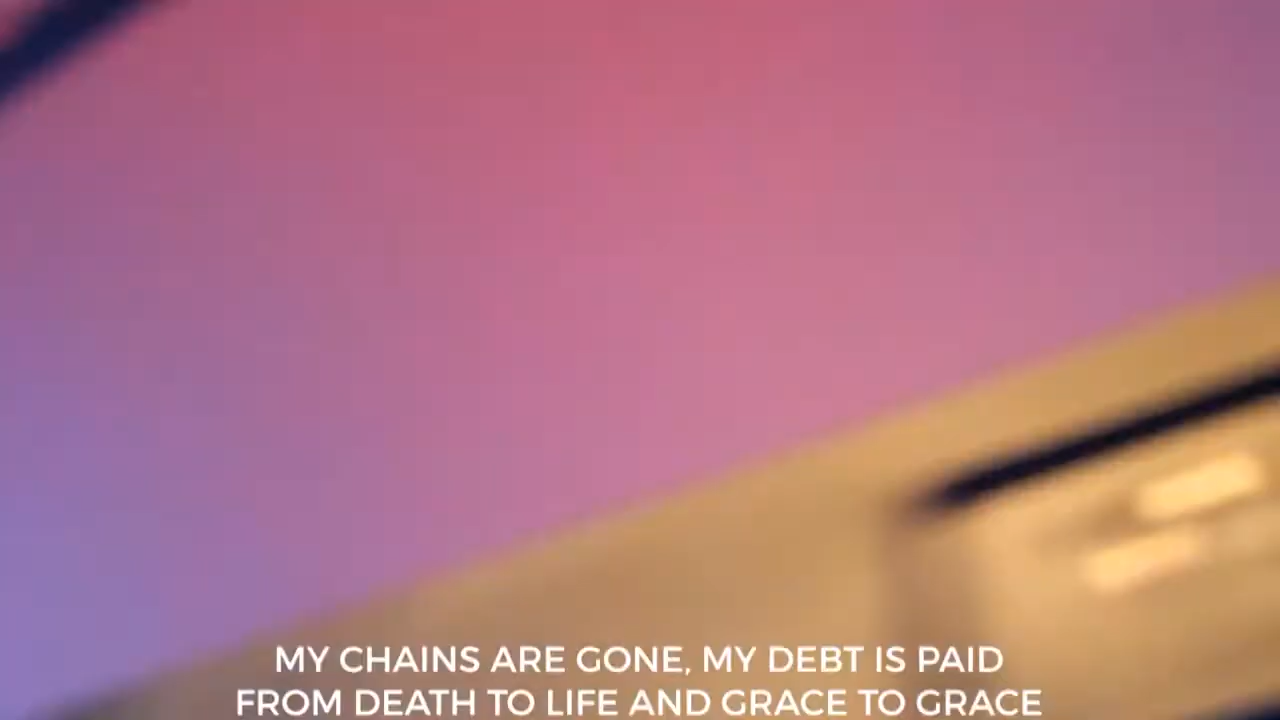 MY CHAINS ARE GONE, MY DEBT IS PAID
FROM DEATH TO LIFE AND GRACE TO GRACE